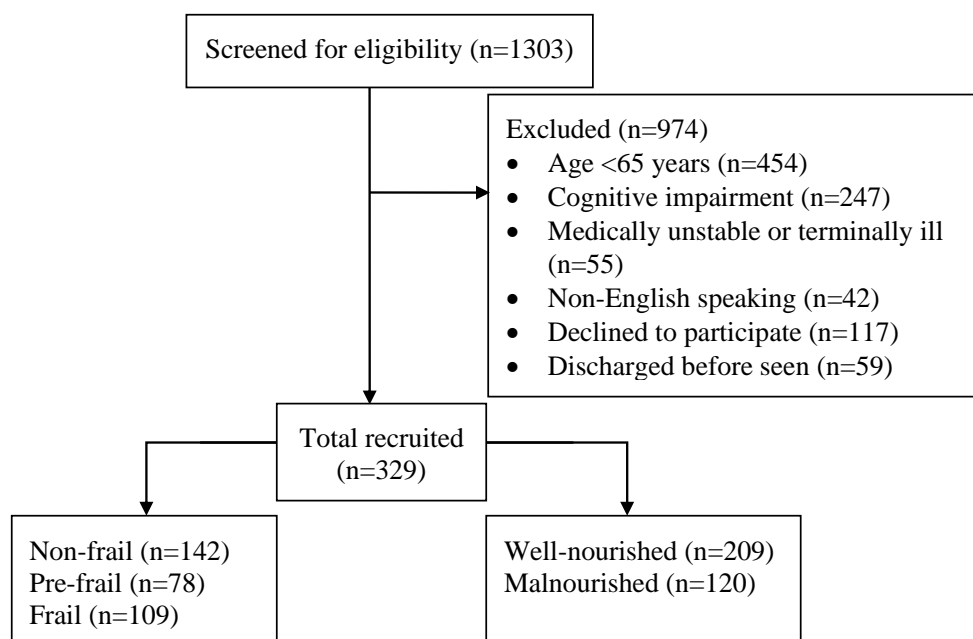 Screened for eligibility (n=1303)
Excluded (n=974)
• Age <65 years (n=454)
• Cognitive impairment (n=247)
• Medically unstable or terminally ill
(n=55)
• Non-English speaking (n=42)
• Declined to participate (n=117)
• Discharged before seen (n=59)
Total recruited
(n=329)
Non-frail (n=142)
Pre-frail (n=78)
Frail (n=109)
Well-nourished (n=209)
Malnourished (n=120)